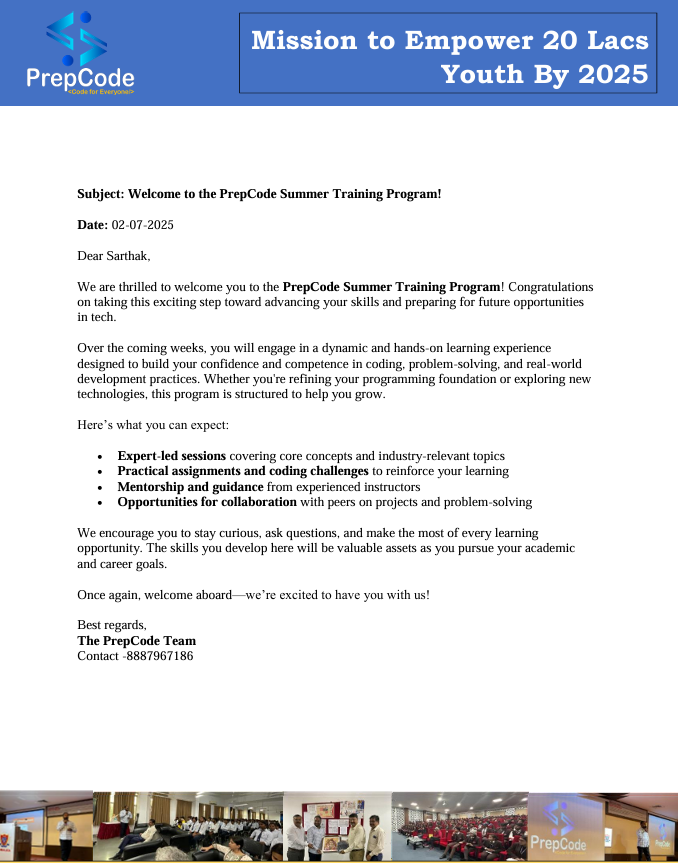 PrepCode
<Code for Everyone/>
Mission to Empower 20 Lacs
Youth By 2025
Subject: Welcome to the PrepCode Summer Training Program!
Date: 02-07-2025
Dear Sarthak,
We are thrilled to welcome you to the PrepCode Summer Training Program! Congratulations
on taking this exciting step toward advancing your skills and preparing for future opportunities
in tech.
Over the coming weeks, you will engage in a dynamic and hands-on learning experience
designed to build your confidence and competence in coding, problem-solving, and real-world
development practices. Whether you're refining your programming foundation or exploring new
technologies, this program is structured to help you grow.
Here’s what you can expect:
• Expert-led sessions covering core concepts and industry-relevant topics
• Practical assignments and coding challenges to reinforce your learning
• Mentorship and guidance from experienced instructors
• Opportunities for collaboration with peers on projects and problem-solving
We encourage you to stay curious, ask questions, and make the most of every learning
opportunity. The skills you develop here will be valuable assets as you pursue your academic
and career goals.
Once again, welcome aboard—we’re excited to have you with us!
Best regards,
The PrepCode Team
Contact -8887967186
PrepCode